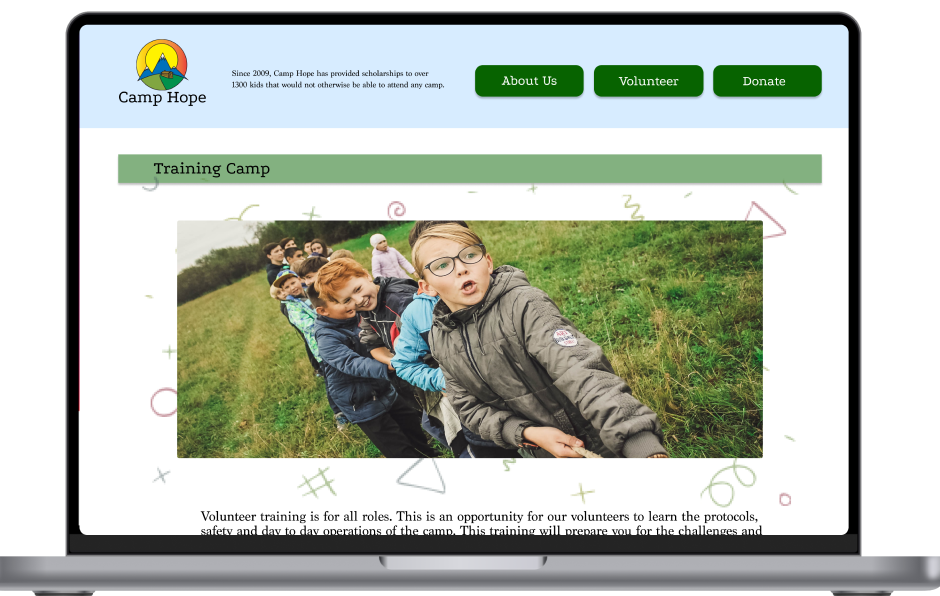 Camp Hope
Since 2009, Camp Hope has provided scholarships to over
1300 kids that would not otherwise be able to attend any camp.
About Us
Volunteer
Donate
Training Camp
Volunteer training is for all roles. This is an opportunity for our volunteers to learn the protocols,
safety and day to day operations of the camp. This training will prepare you for the challenges and